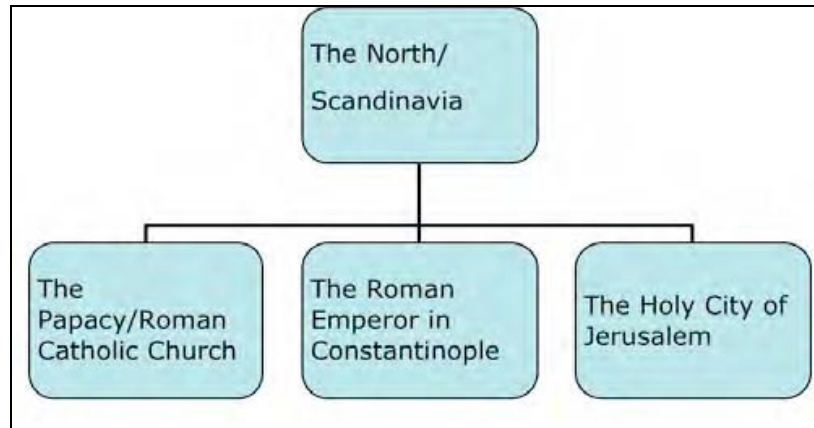 The North/
Scandinavia
The
Papacy/Roman
Catholic Church
The Roman
Emperor in
Constantinople
The Holy City of
Jerusalem